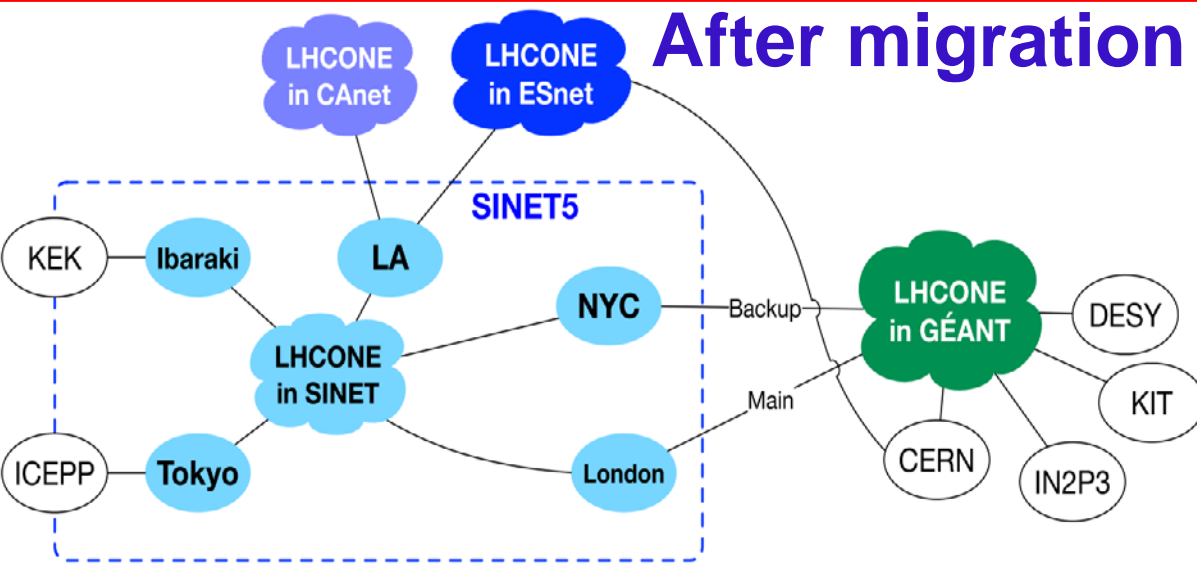 After migration
LHCONE
in CAnet
LHCONE
in ESnet
SINET5
KEK
Ibaraki
LA
NYC
Backup
LHCONE
in GÉANT
DESY
LHCONE
in SINET
Main
KIT
ICEPP
Tokyo
London
CERN
IN2P3